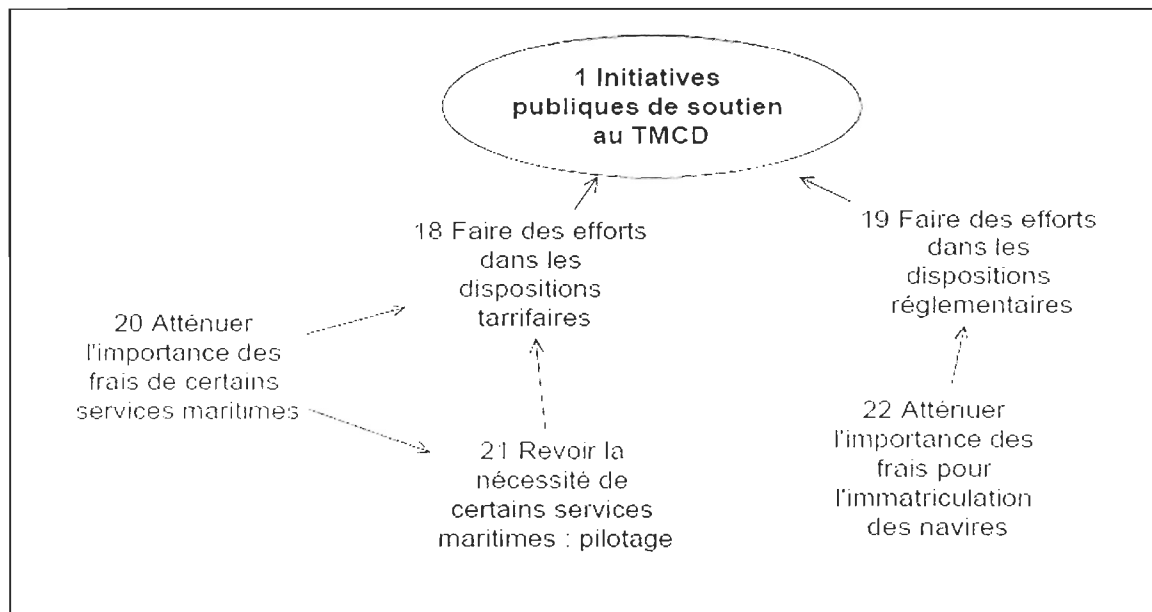 1 Initiatives
publiques de soutien
au TMCD
18 Faire des efforts
dans les
dispositions
tarrifaires
19 Faire des efforts
dans les
dispositions
réglementaires
20 Atténuer
l'importance des
frais de certains
services maritimes
21 Revoir la
nécessité de
certains services
maritimes : pilotage
22 Atténuer
l'importance des
frais pour
l'immatriculation
des navires